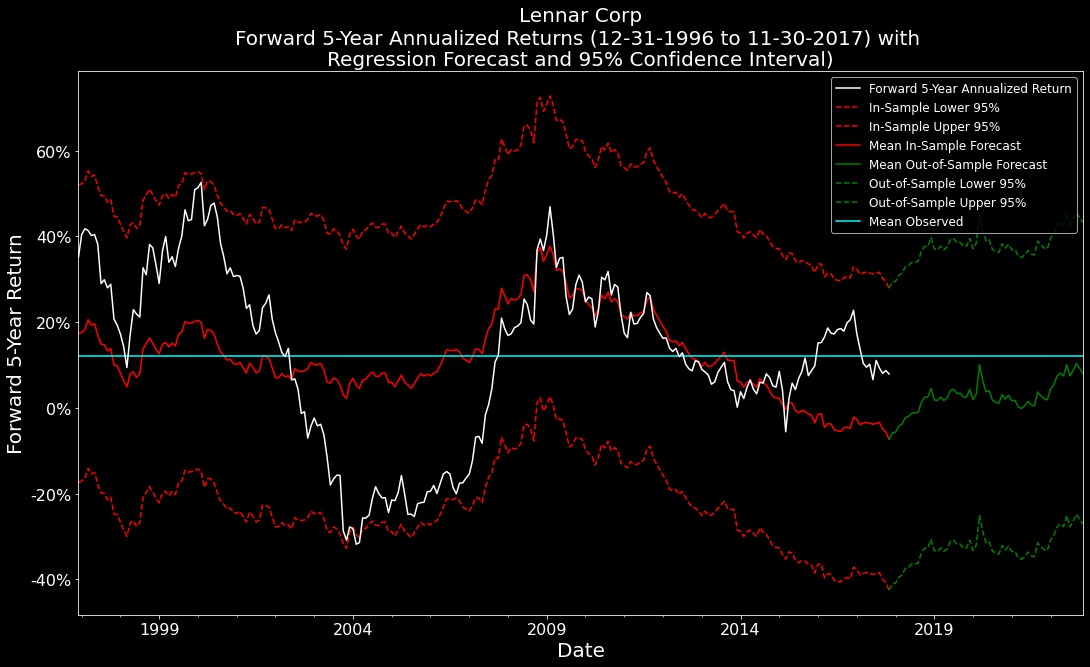 Lennar Corp
Forward 5-Year Annualized Returns (12-31-1996 to 11-30-2017) with
Regression Forecast and 95% Confidence Interval)
Forward 5-Year Annualized Return
In-Sample Lower 95%
In-Sample Upper 95%
Mean In-Sample Forecast
Mean Out-of-Sample Forecast
Out-of-Sample Lower 95%
Out-of-Sample Upper 95%
Mean Observed
Forward 5-Year Return
60%
40%
20%
0%
-20%
-40%
1999
2004
2009
2014
2019
Date